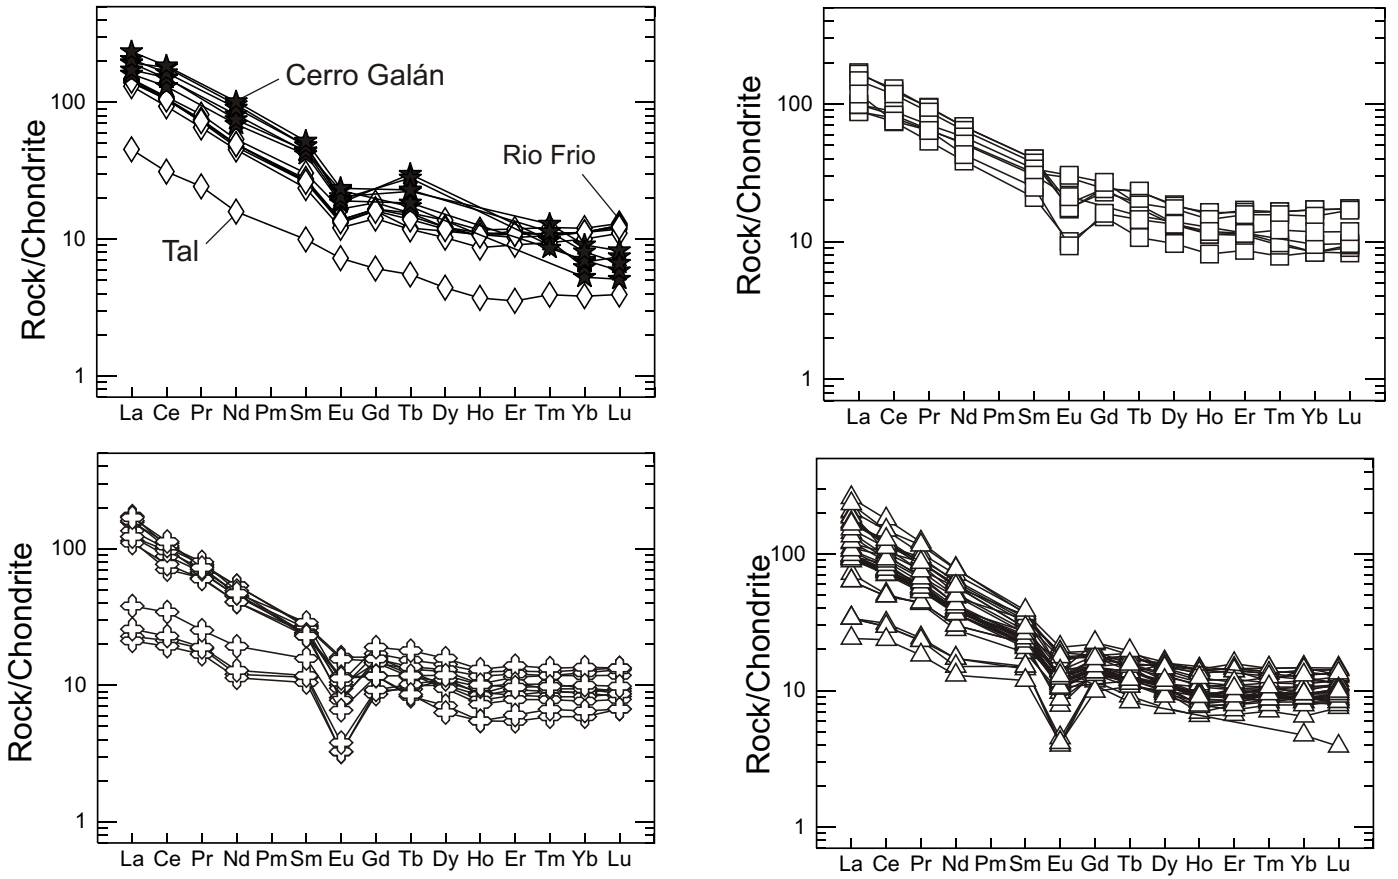 Rock/Chondrite
100
10
1
Cerro Galán
Rio Frio
Tal
La Ce Pr Nd Pm Sm Eu Gd Tb Dy Ho Er Tm Yb Lu
Rock/Chondrite
100
10
1
La Ce Pr Nd Pm Sm Eu Gd Tb Dy Ho Er Tm Yb Lu
Rock/Chondrite
100
10
1
La Ce Pr Nd Pm Sm Eu Gd Tb Dy Ho Er Tm Yb Lu
Rock/Chondrite
100
10
1
La Ce Pr Nd Pm Sm Eu Gd Tb Dy Ho Er Tm Yb Lu